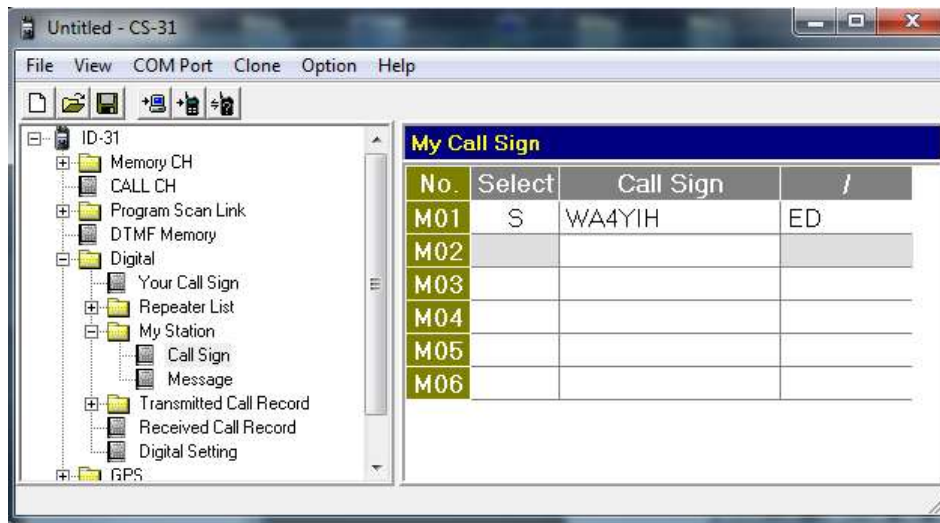 Untitled - CS-31
File View COM Port Clone Option Help
ID-31
Memory CH
CALL CH
Program Scan Link
DTMF Memory
Digital
Your Call Sign
Repeater List
My Station
Call Sign
Message
Transmitted Call Record
Received Call Record
Digital Setting
GPS
My Call Sign
No. Select Call Sign /
M01 S WA4YIH ED
M02
M03
M04
M05
M06